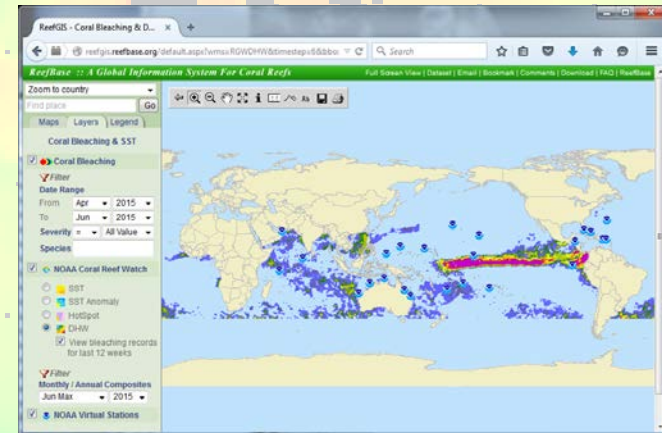 ReefGIS - Coral Bleaching & D...
reefgis.reefbase.org/default.aspx?wms=RGWDHW&timestep=6&bbo:
Search
ReefBase :: A Global Information System For Coral Reefs
Full Screen View | Dataset | Email | Bookmark | Comments | Download | FAQ | ReefBase
Zoom to country
Find place
Go
Maps Layers Legend
Coral Bleaching & SST
Coral Bleaching
Filter
Date Range
From Apr 2015
To Jun 2015
Severity = All Value
Species
NOAA Coral Reef Watch
SST
SST Anomaly
HotSpot
DHW
View bleaching records
for last 12 weeks
Filter
Monthly / Annual Composites
Jun Max 2015
NOAA Virtual Stations